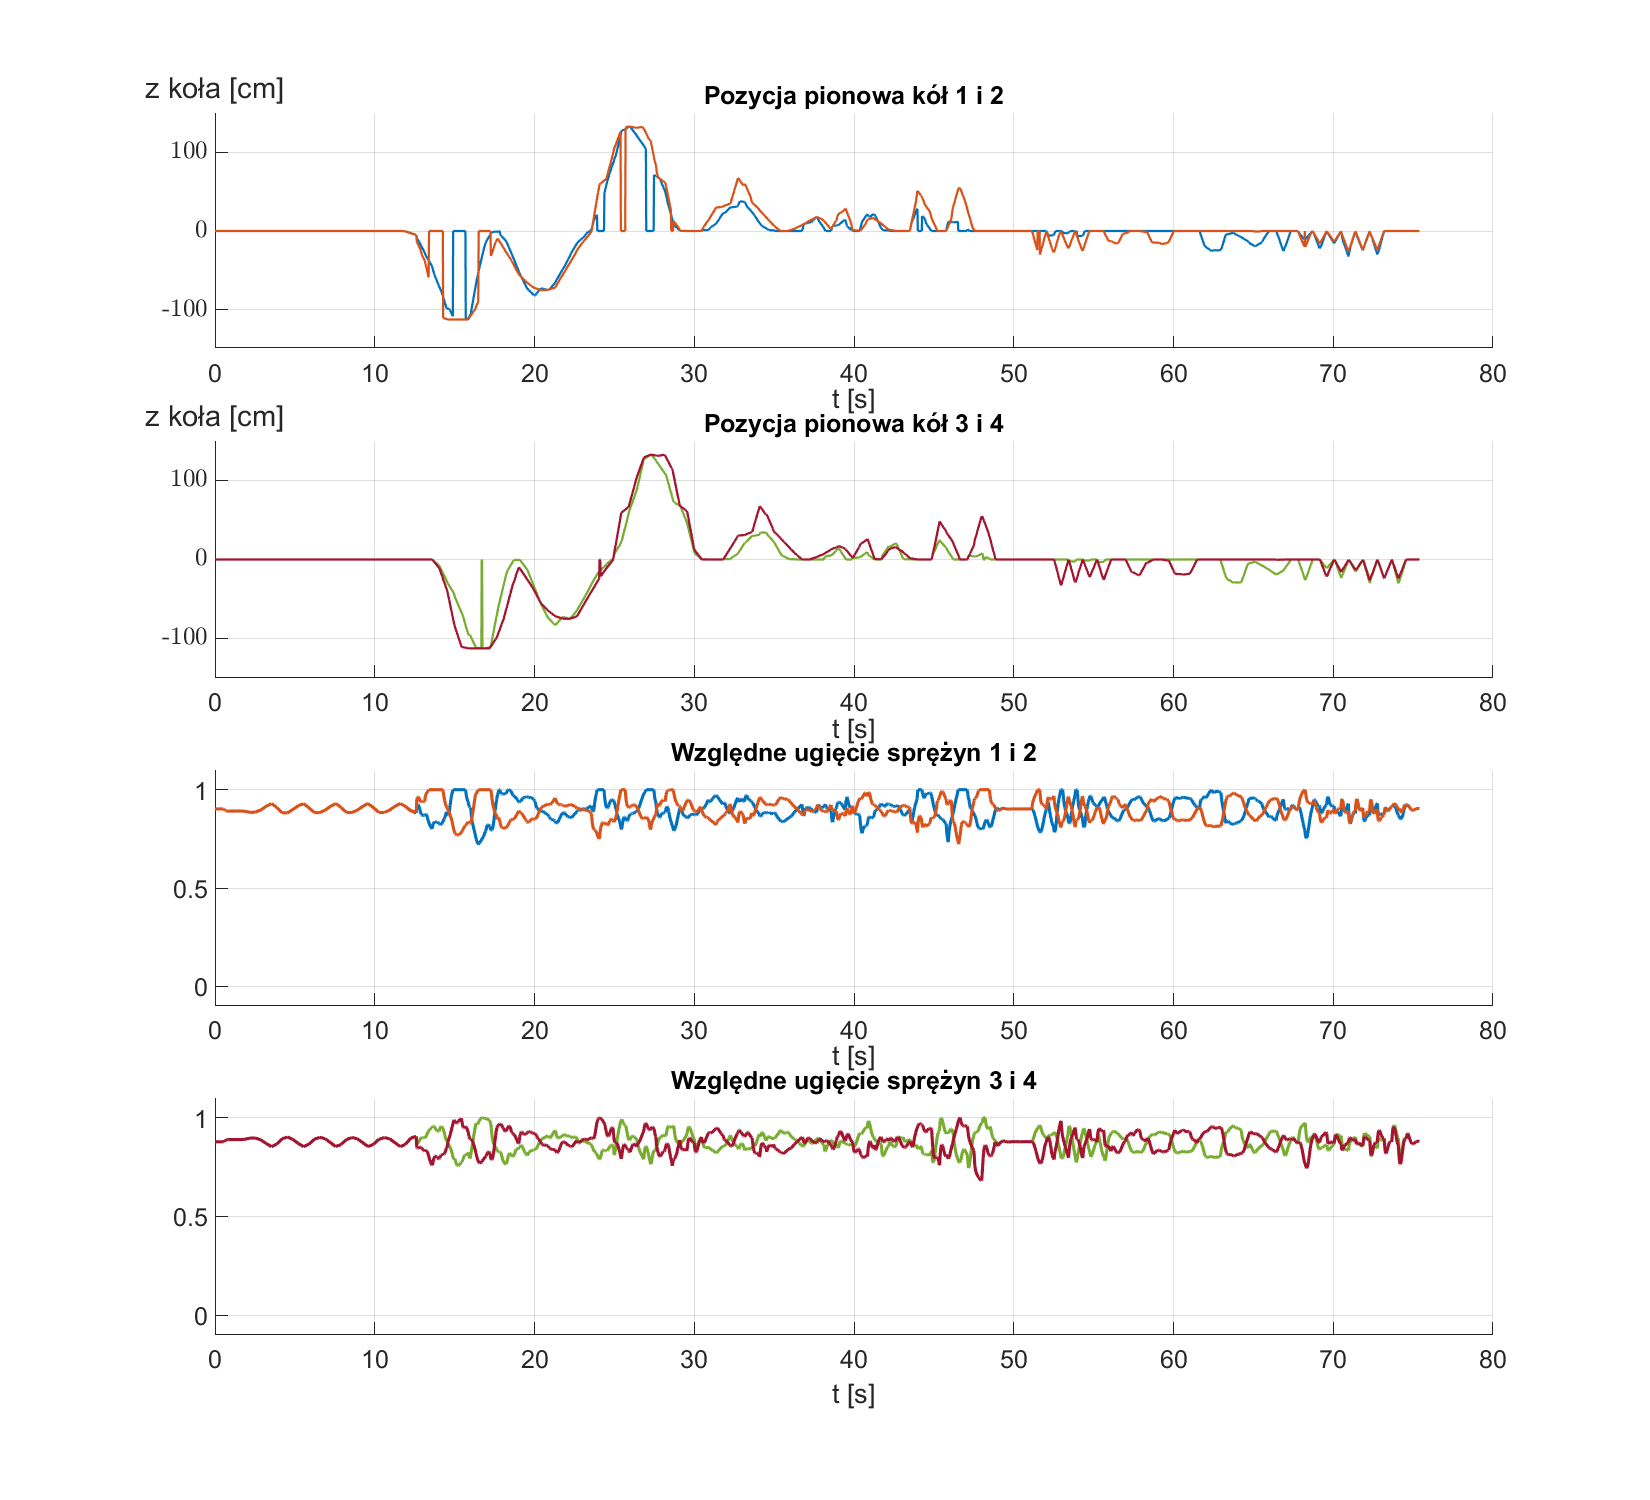 z koła [cm]
Pozycja pionowa kół 1 i 2
100
0
-100
0 10 20 30 40 50 60 70 80
t [s]
z koła [cm]
Pozycja pionowa kół 3 i 4
100
0
-100
0 10 20 30 40 50 60 70 80
t [s]
Względne ugięcie sprężyn 1 i 2
1
0.5
0
0 10 20 30 40 50 60 70 80
t [s]
Względne ugięcie sprężyn 3 i 4
1
0.5
0
0 10 20 30 40 50 60 70 80
t [s]